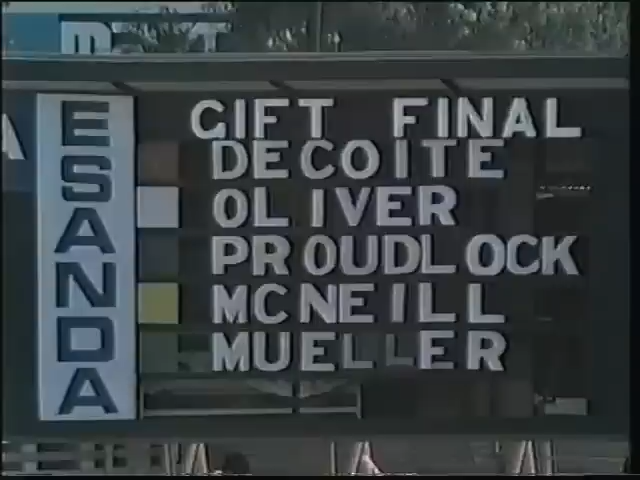 GIFT FINAL
DECOITE
OLIVER
PROUDLOCK
MCNEILL
MUELLER
ESANDA